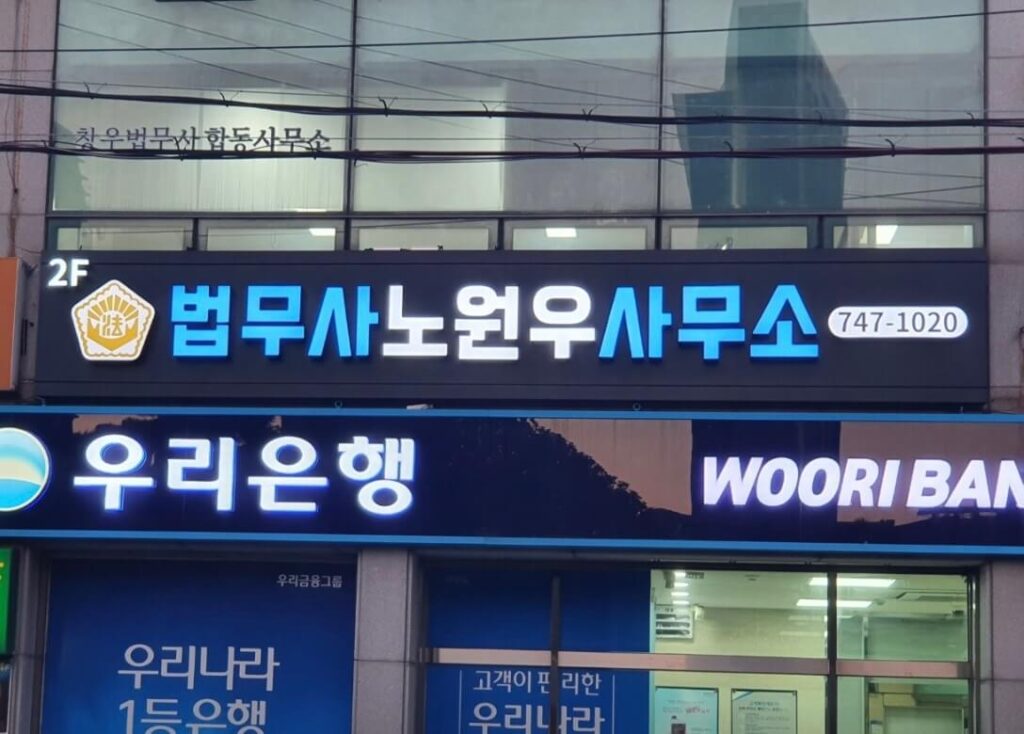 창우법무사 합동사무소
2F
法
법무사노원우사무소 747-1020
우리은행 WOORI BAN
우리금융그룹
우리나라
1등은행
고객이 편리한
우리나라